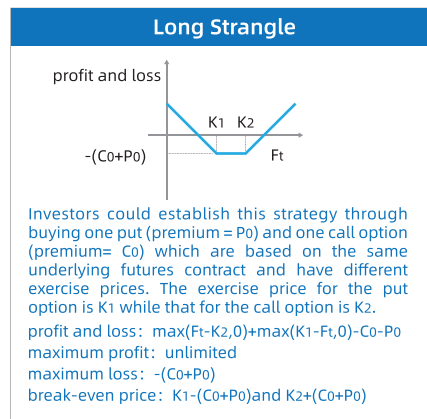 Long Strangle
profit and loss
K1 K2
-(C0+P0)
Ft
Investors could establish this strategy through
buying one put (premium = P0) and one call option
(premium= C0) which are based on the same
underlying futures contract and have different
exercise prices. The exercise price for the put
option is K1 while that for the call option is K2.
profit and loss: max(Ft-K2,0)+max(K1-Ft,0)-C0-P0
maximum profit: unlimited
maximum loss: -(C0+P0)
break-even price: K1-(C0+P0)and K2+(C0+P0)